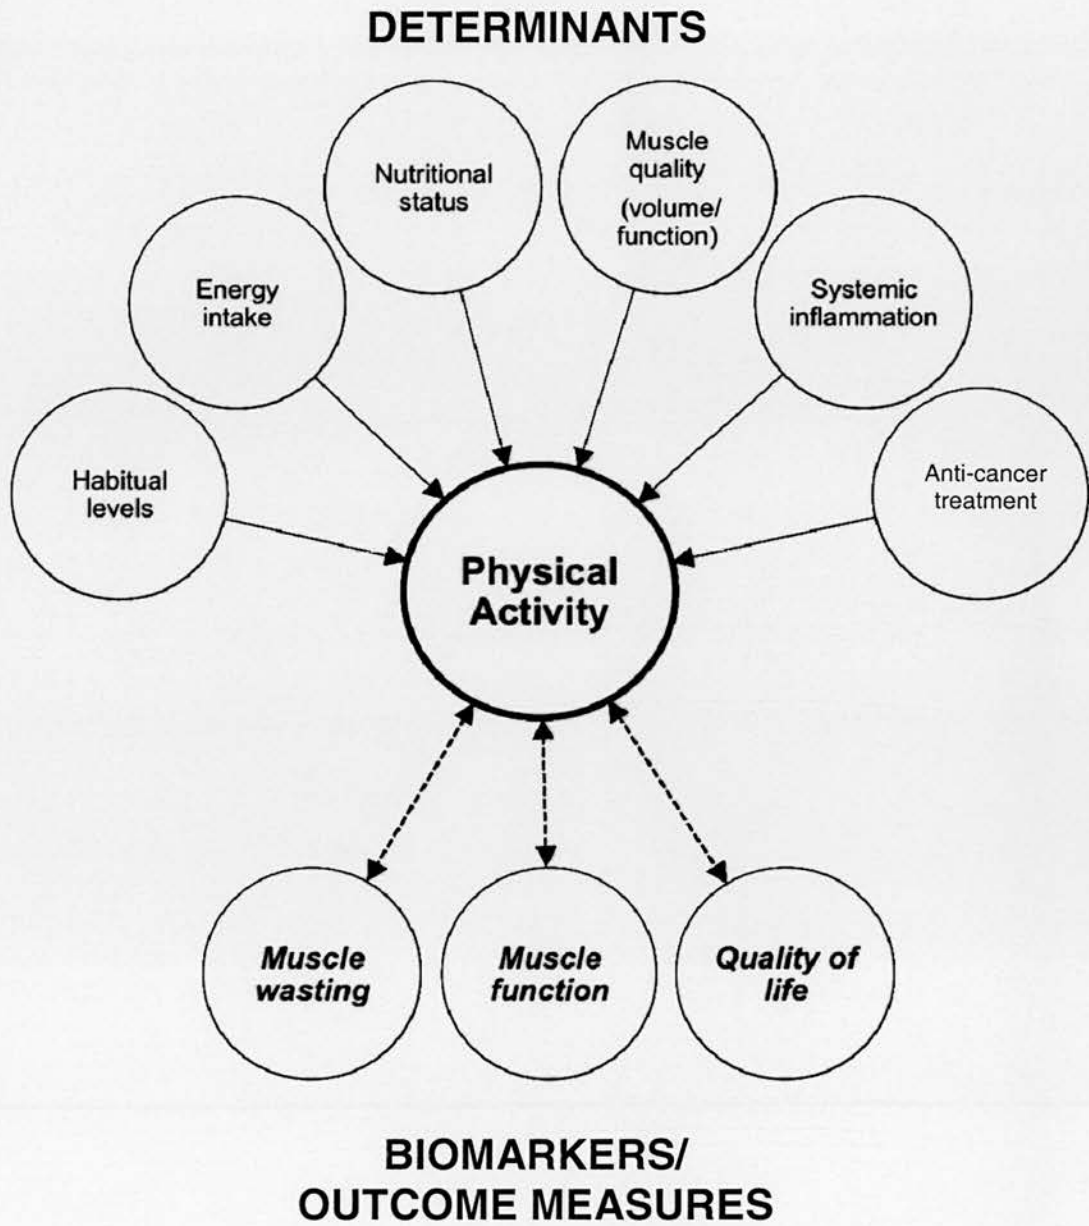 DETERMINANTS
Nutritional
status
Muscle
quality
(volume/
function)
Energy
intake
Systemic
inflammation
Habitual
levels
Anti-cancer
treatment
Physical
Activity
Muscle
wasting
Muscle
function
Quality of
life
BIOMARKERS/
OUTCOME MEASURES